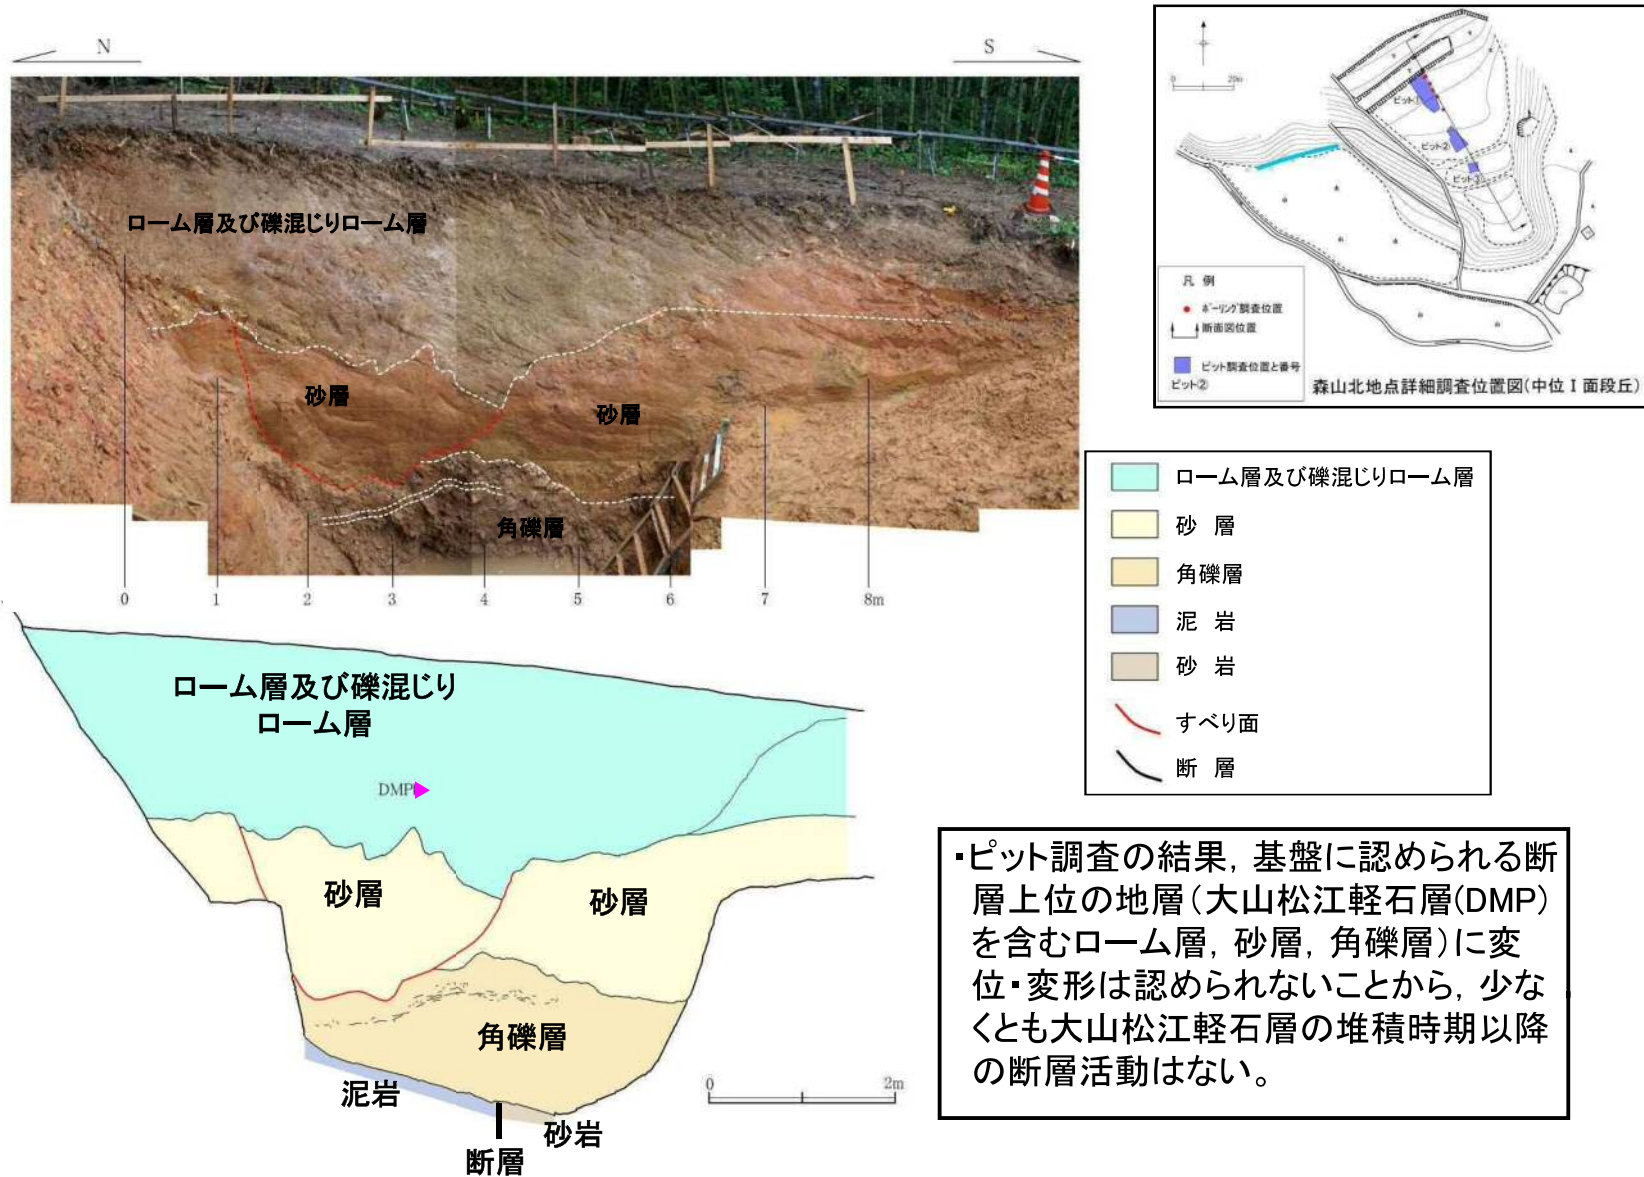 N
S
ローム層及び礫混じりローム層
砂層
砂層
角礫層
0 1 2 3 4 5 6 7 8m
0 20m
ピット①
ピット②
ピット③
凡 例
ボーリング調査位置
断面図位置
ピット調査位置と番号
ピット②
森山北地点詳細調査位置図(中位Ⅰ面段丘)
ローム層及び礫混じりローム層
砂 層
角礫層
泥 岩
砂 岩
すべり面
断 層
ローム層及び礫混じり
ローム層
DMP
砂層
砂層
角礫層
泥岩
砂岩
断層
0 2m
・ピット調査の結果，基盤に認められる断
層上位の地層（大山松江軽石層(DMP)
を含むローム層，砂層，角礫層）に変
位・変形は認められないことから，少な
くとも大山松江軽石層の堆積時期以降
の断層活動はない。